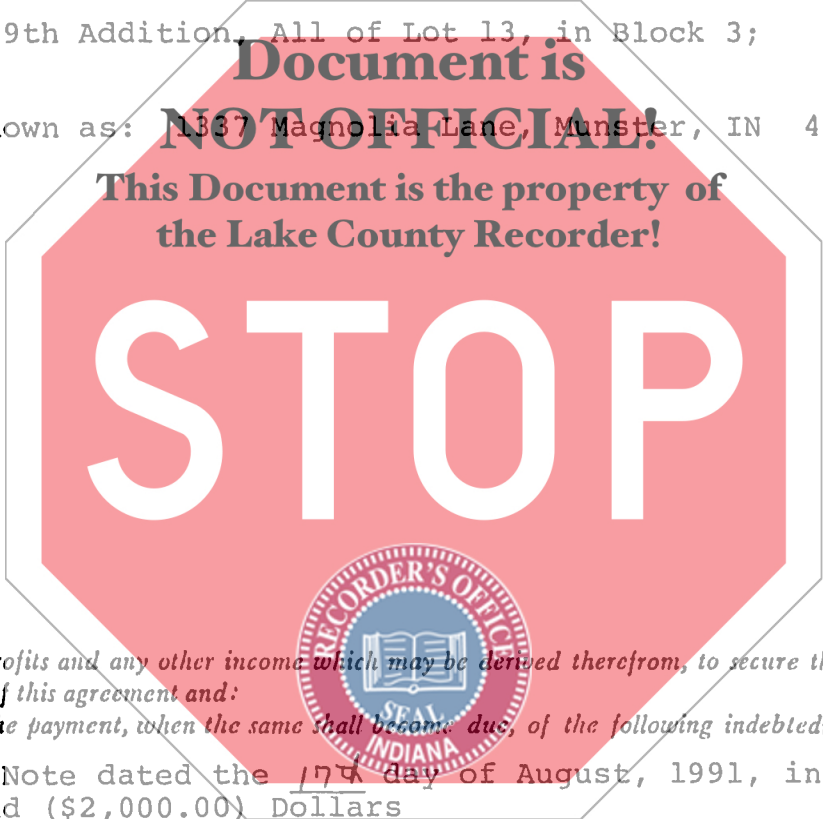 9th Addition, All of Lot 13, in Block 3;
Document is
own as: 1337 Magnolia Lane, Munster, IN 4
NOT OFFICIAL!
This Document is the property of
the Lake County Recorder!
STOP
RECORDER'S OFFICE
SEAL
INDIANA
ofits and any other income which may be derived therefrom, to secure th
f this agreement and:
e payment, when the same shall become due, of the following indebted
Note dated the 17th day of August, 1991, in
d ($2,000.00) Dollars